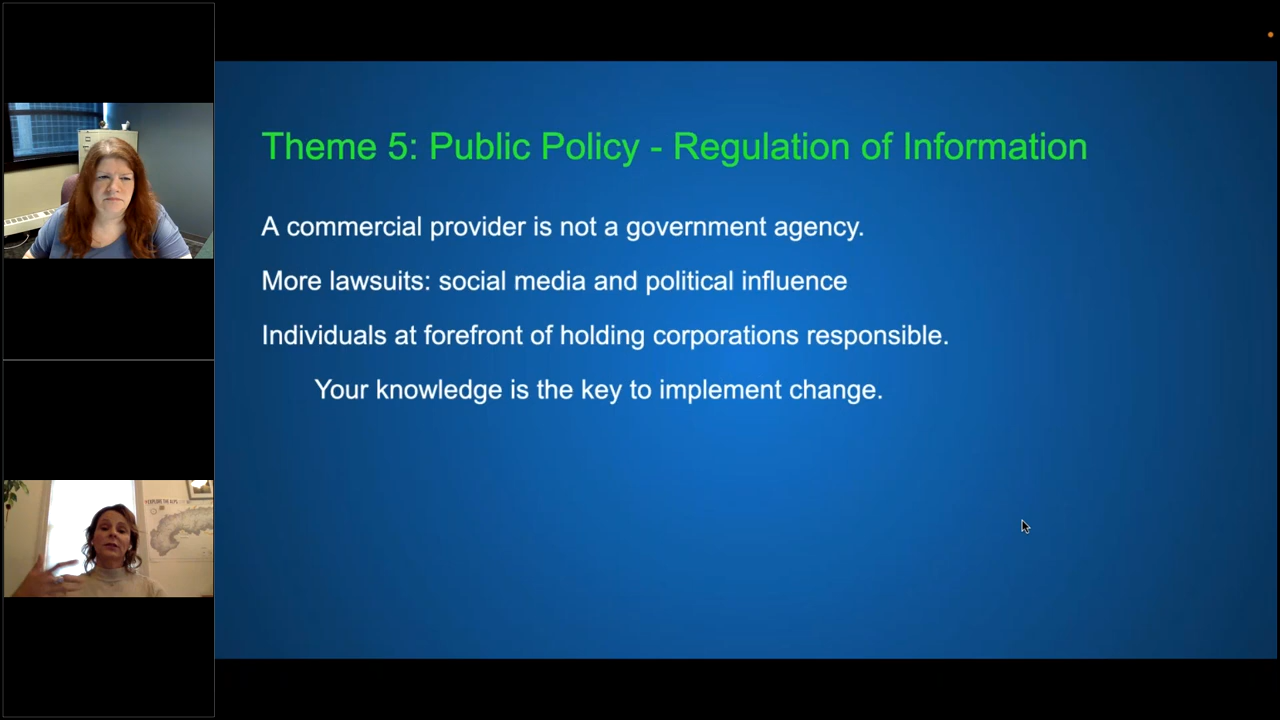 Theme 5: Public Policy - Regulation of Information
A commercial provider is not a government agency.
More lawsuits: social media and political influence
Individuals at forefront of holding corporations responsible.
Your knowledge is the key to implement change.